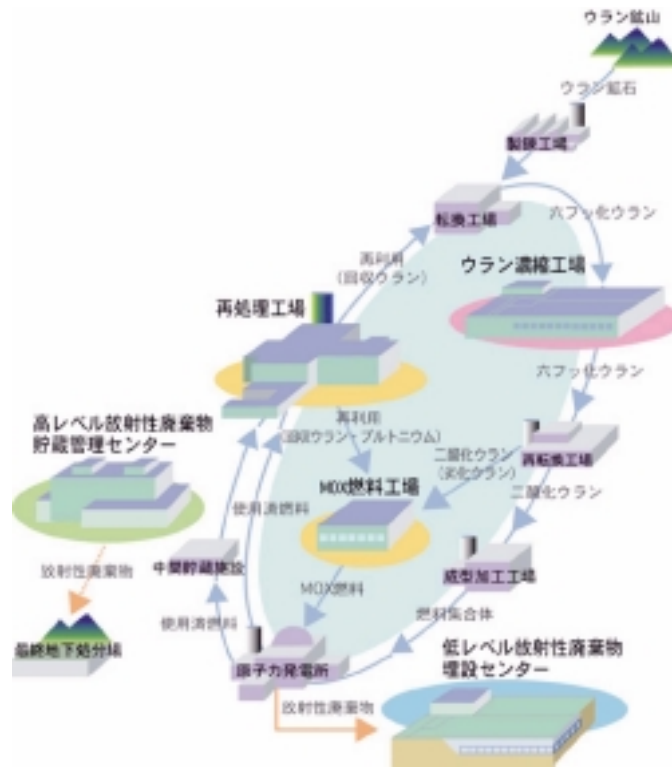 ウラン鉱山
ウラン鉱石
製錬工場
転換工場
六フッ化ウラン
再利用
(回収ウラン)
ウラン濃縮工場
再処理工場
六フッ化ウラン
再利用
(回収ウラン・プルトニウム)
高レベル放射性廃棄物
貯蔵管理センター
二酸化ウラン
(劣化ウラン)
再転換工場
MOX燃料工場
二酸化ウラン
使用済燃料
放射性廃棄物
中間貯蔵施設
成型加工工場
MOX燃料
使用済燃料
燃料集合体
最終地下処分場
原子力発電所
低レベル放射性廃棄物
埋設センター
放射性廃棄物